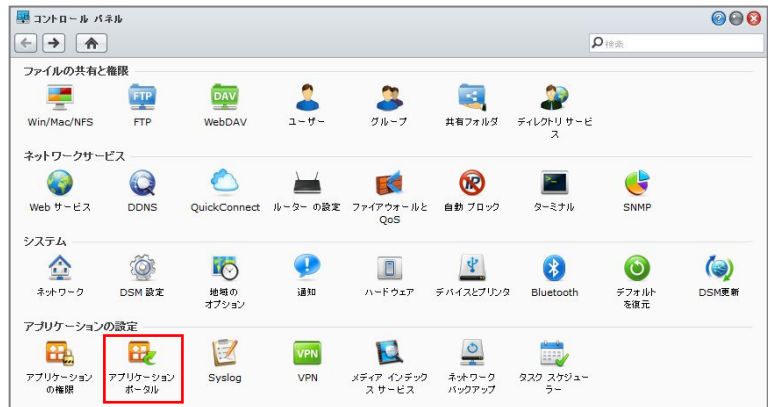 コントロール パネル
検索
ファイルの共有と権限
FTP
DAV
Win/Mac/NFS
FTP
WebDAV
ユーザー
グループ
共有フォルダ
ディレクトリ サービ
ス
ネットワークサービス
IP
Web サービス
DDNS
QuickConnect
ルーター の設定
ファイアウォールと
QoS
自動 ブロック
ターミナル
SNMP
システム
ネットワーク
DSM 設定
地域の
オプション
通知
ハードウェア
デバイスとプリンタ
Bluetooth
デフォルト
を復元
DSM更新
アプリケーションの設定
VPN
アプリケーション
の権限
アプリケーション
ポータル
Syslog
VPN
メディア インデック
ス サービス
ネットワーク
バックアップ
タスク スケジュー
ラー